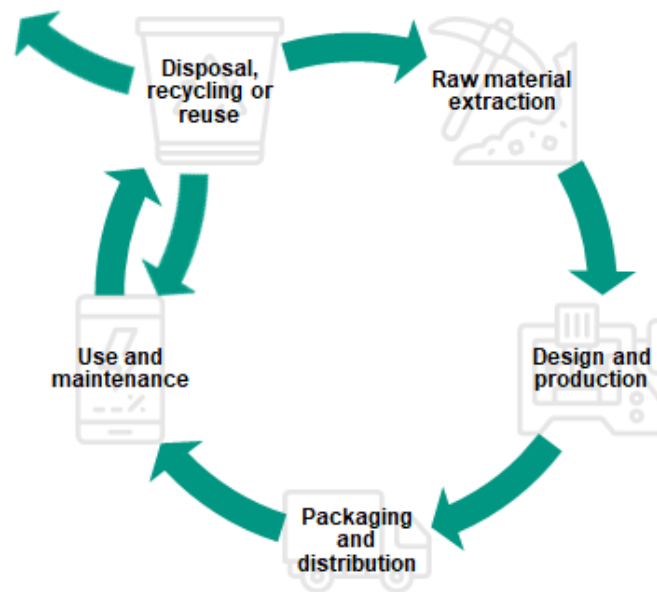 Disposal,
recycling or
reuse
Raw material
extraction
Design and
production
Packaging
and
distribution
Use and
maintenance